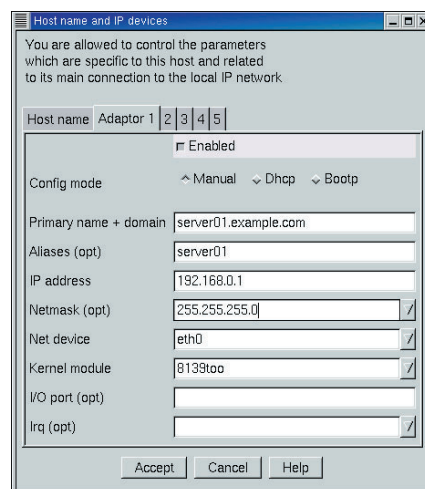 Host name and IP devices
You are allowed to control the parameters
which are specific to this host and related
to its main connection to the local IP network
Host name Adaptor 1 2 3 4 5
Enabled
Config mode Manual Dhcp Bootp
Primary name + domain server01.example.com
Aliases (opt) server01
IP address 192.168.0.1
Netmask (opt) 255.255.255.0
Net device eth0
Kernel module 8139too
I/O port (opt)
Irq (opt)
Accept Cancel Help